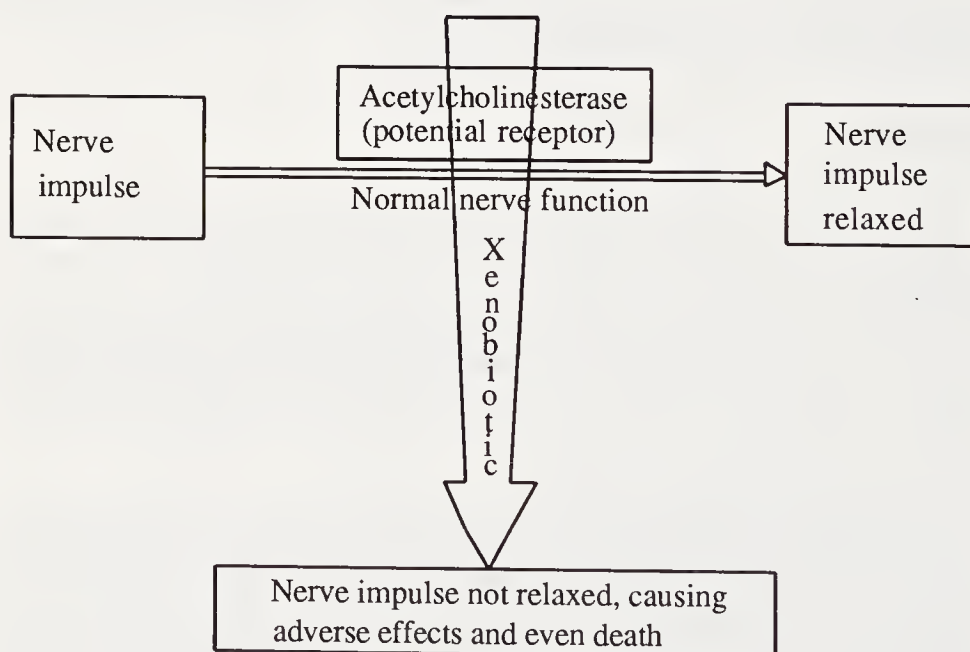 Acetylcholinesterase
(potential receptor)
Nerve
impulse
Nerve
impulse
relaxed
Normal nerve function
Xenobiotic
Nerve impulse not relaxed, causing
adverse effects and even death